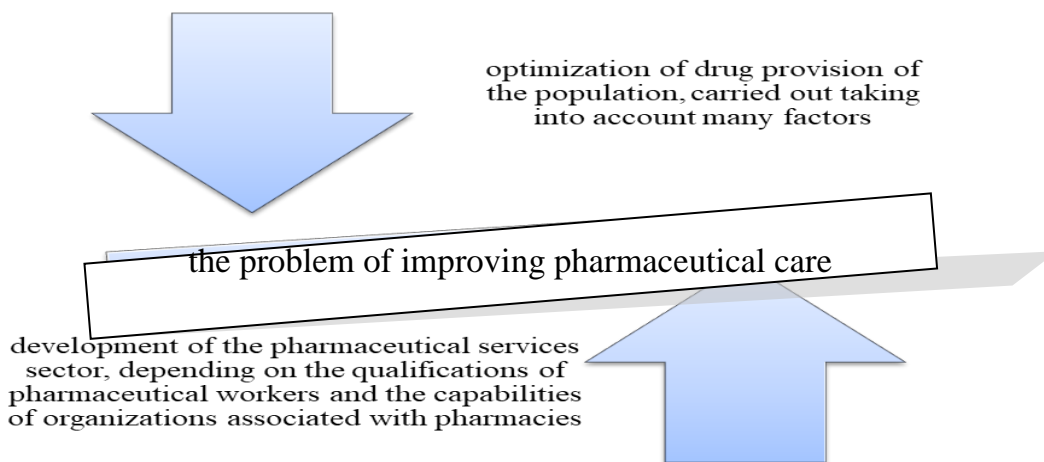 optimization of drug provision of
the population, carried out taking
into account many factors
the problem of improving pharmaceutical care
development of the pharmaceutical services
sector, depending on the qualifications of
pharmaceutical workers and the capabilities
of organizations associated with pharmacies